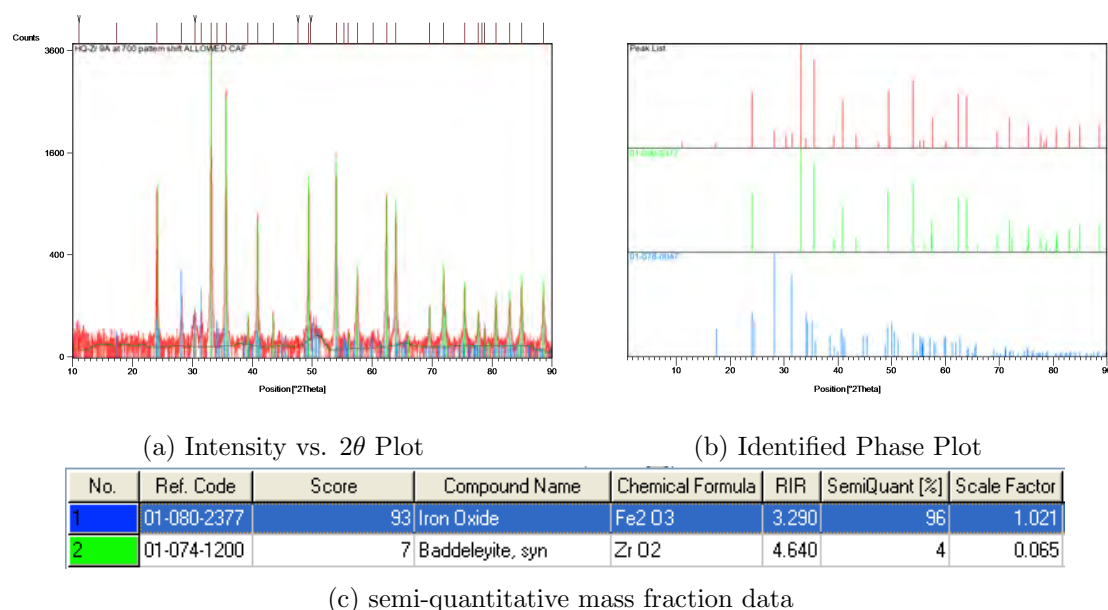 Counts
HQ-Z/ 9A at 700 pattern shift ALLOWED CAF
3600
1600
400
0
10 20 30 40 50 60 70 80 90
Position [°2Theta]
Peak List
10 20 30 40 50 60 70 80 90
Position [°2Theta]
(a) Intensity vs. 2θ Plot
(b) Identified Phase Plot
No. Ref. Code Score Compound Name Chemical Formula RIR SemiQuant [%] Scale Factor
1 01-080-2377 93 Iron Oxide Fe2 O3 3.290 96 1.021
2 01-074-1200 7 Baddeleyite, syn Zr O2 4.640 4 0.065
(c) semi-quantitative mass fraction data